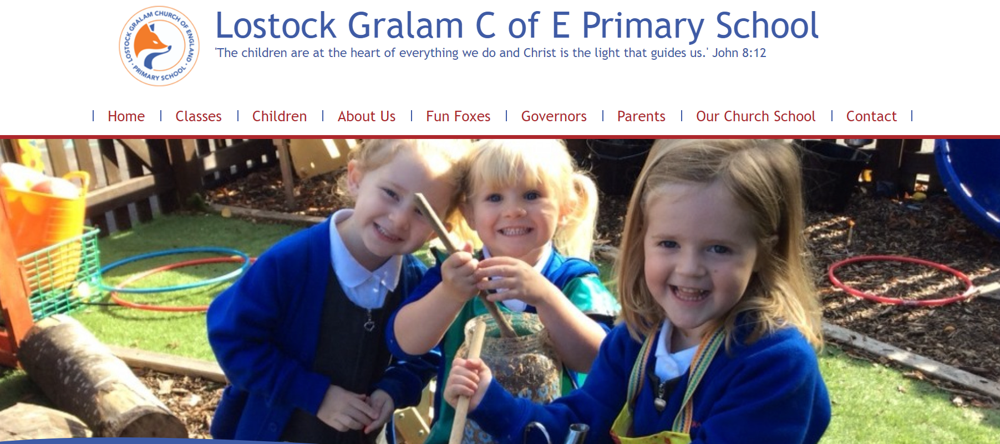 LOSTOCK GRALAM CHURCH OF ENGLAND
• PRIMARY SCHOOL •
Lostock Gralam C of E Primary School
'The children are at the heart of everything we do and Christ is the light that guides us.' John 8:12
| Home | Classes | Children | About Us | Fun Foxes | Governors | Parents | Our Church School | Contact |